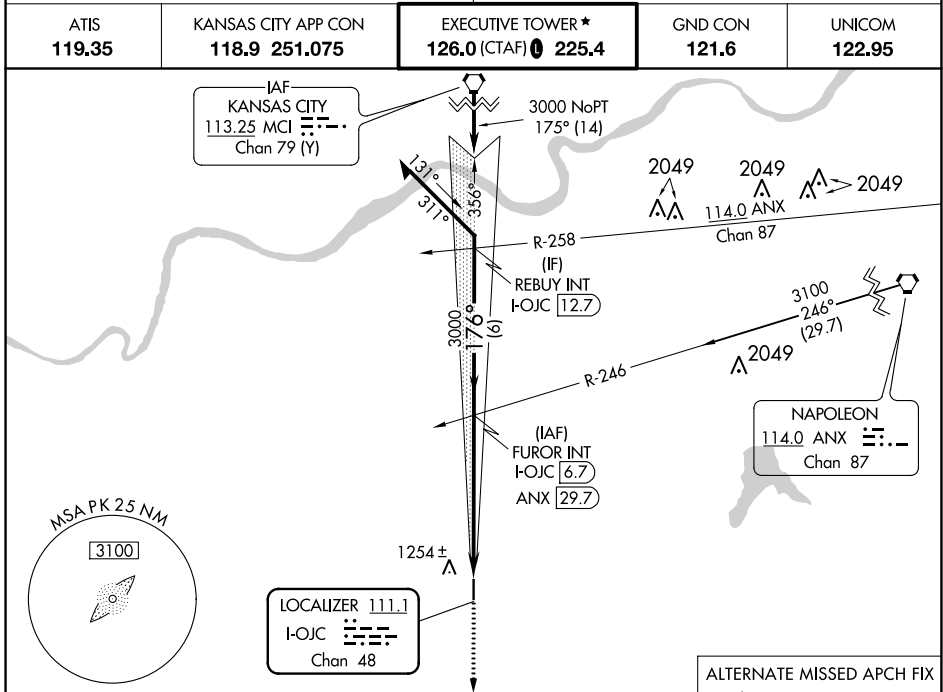 ATIS
119.35
KANSAS CITY APP CON
118.9 251.075
EXECUTIVE TOWER★
126.0 (CTAF) L 225.4
GND CON
121.6
UNICOM
122.95
IAF
KANSAS CITY
113.25 MCI
Chan 79 (Y)
3000 NoPT
175° (14)
131°
311°
356°
2049
2049
2049
114.0 ANX
Chan 87
R-258
(IF)
REBUY INT
I-OJC 12.7
3000
176°
(6)
3100
246°
(29.7)
2049
R-246
(IAF)
FUROR INT
I-OJC 6.7
ANX 29.7
NAPOLEON
114.0 ANX
Chan 87
MSA PK 25 NM
3100
1254±
LOCALIZER 111.1
I-OJC
Chan 48
ALTERNATE MISSED APCH FIX